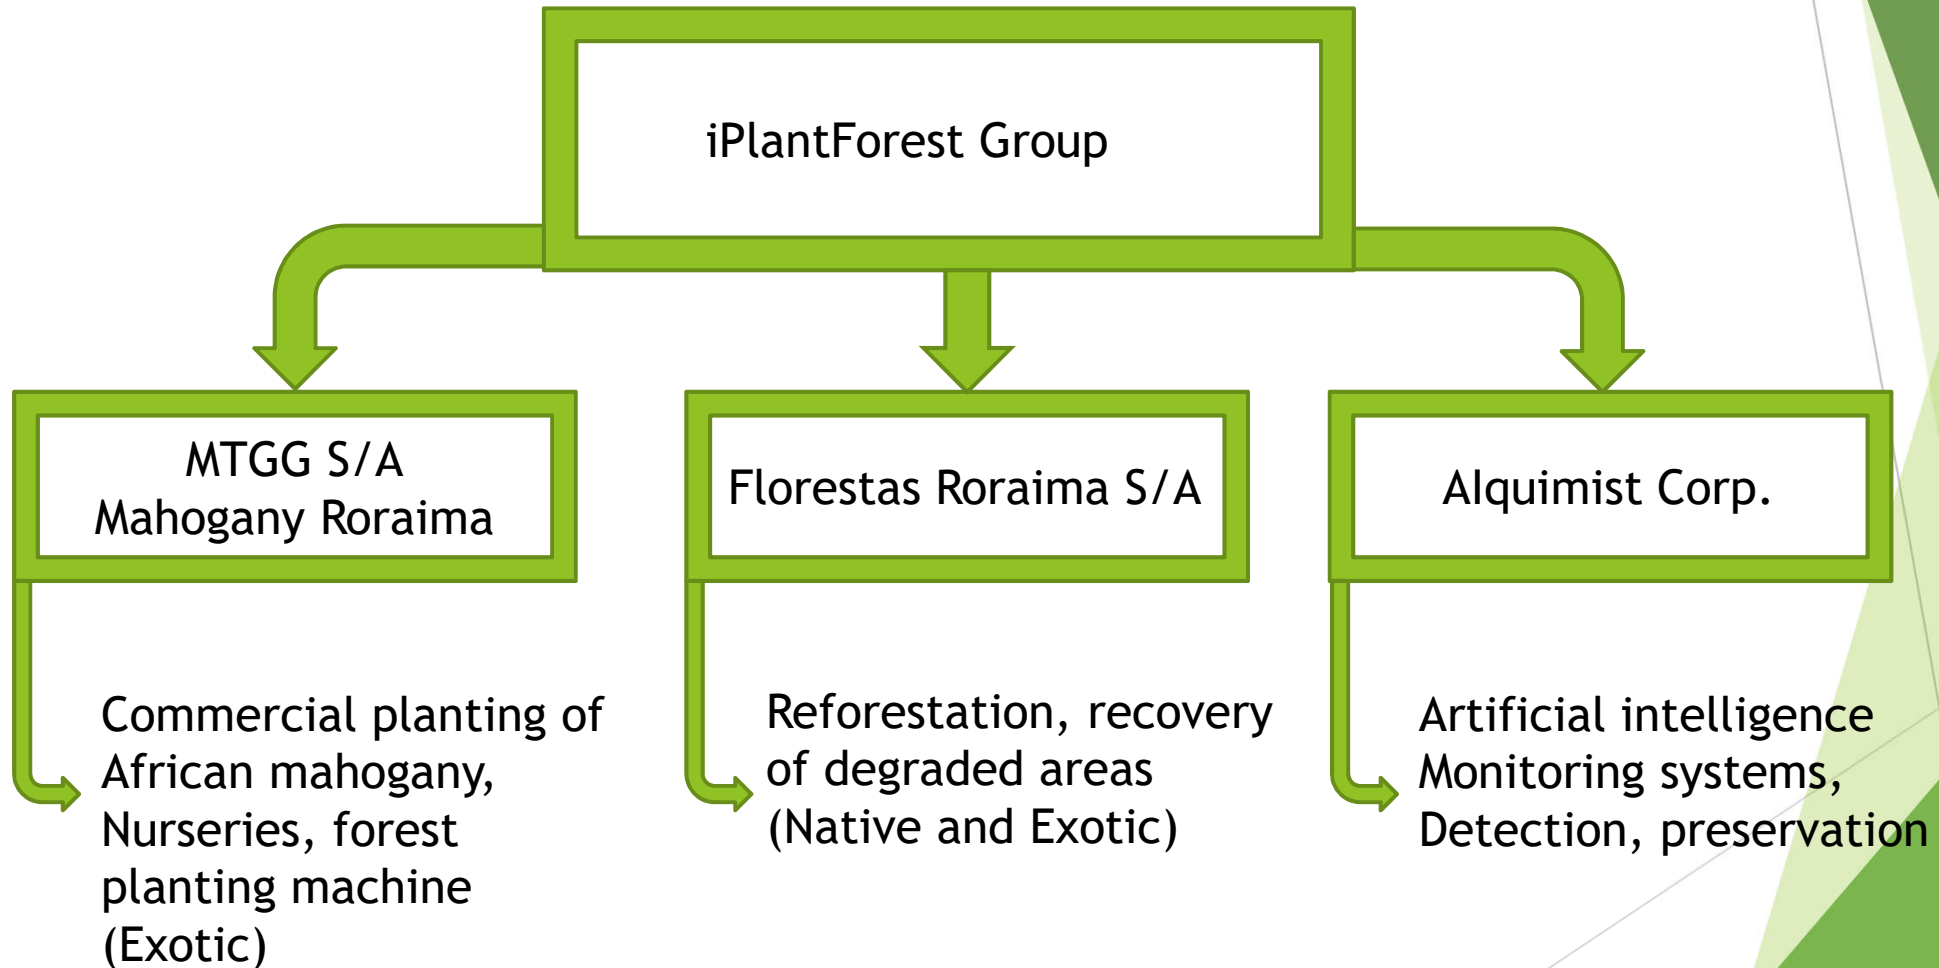 iPlantForest Group
MTGG S/A
Mahogany Roraima
Florestas Roraima S/A
AIquimist Corp.
Commercial planting of
African mahogany,
Nurseries, forest
planting machine
(Exotic)
Reforestation, recovery
of degraded areas
(Native and Exotic)
Artificial intelligence
Monitoring systems,
Detection, preservation